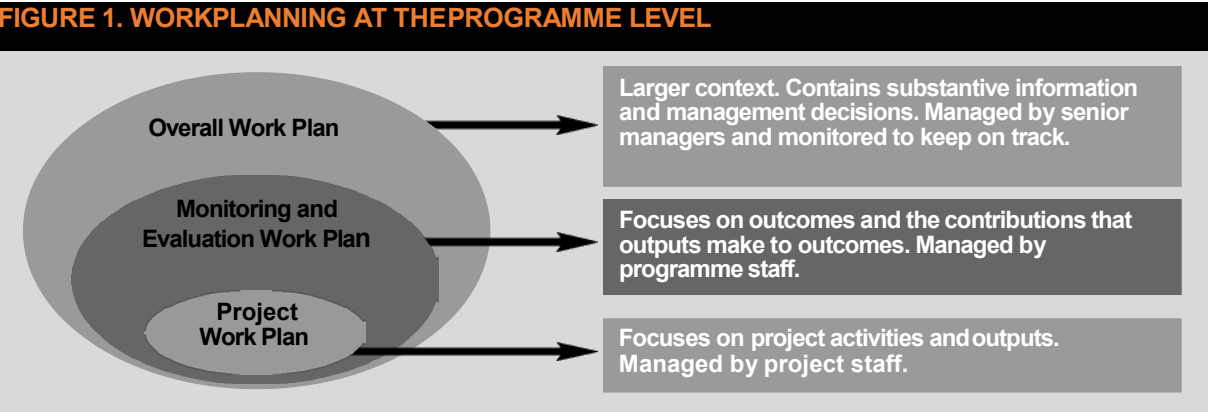 FIGURE 1. WORKPLANNING AT THEPROGRAMME LEVEL
Overall Work Plan
Larger context. Contains substantive information
and management decisions. Managed by senior
managers and monitored to keep on track.
Monitoring and
Evaluation Work Plan
Focuses on outcomes and the contributions that
outputs make to outcomes. Managed by
programme staff.
Project
Work Plan
Focuses on project activities andoutputs.
Managed by project staff.